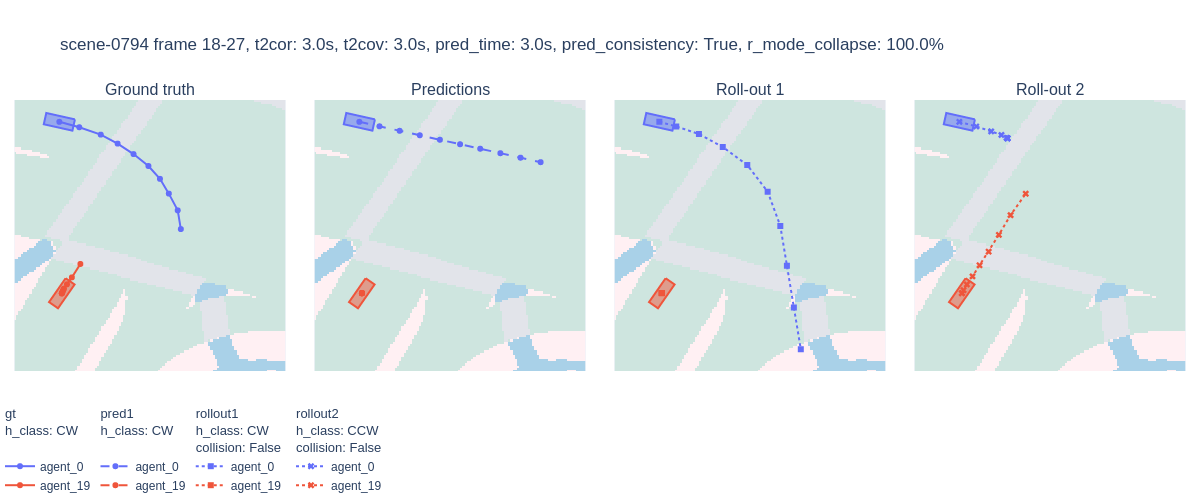 scene-0794 frame 18-27, t2cor: 3.0s, t2cov: 3.0s, pred_time: 3.0s, pred_consistency: True, r_mode_collapse: 100.0%
Ground truth
Predictions
Roll-out 1
Roll-out 2
gt
h_class: CW
agent_0
agent_19
pred1
h_class: CW
agent_0
agent_19
rollout1
h_class: CW
collision: False
agent_0
agent_19
rollout2
h_class: CCW
collision: False
agent_0
agent_19